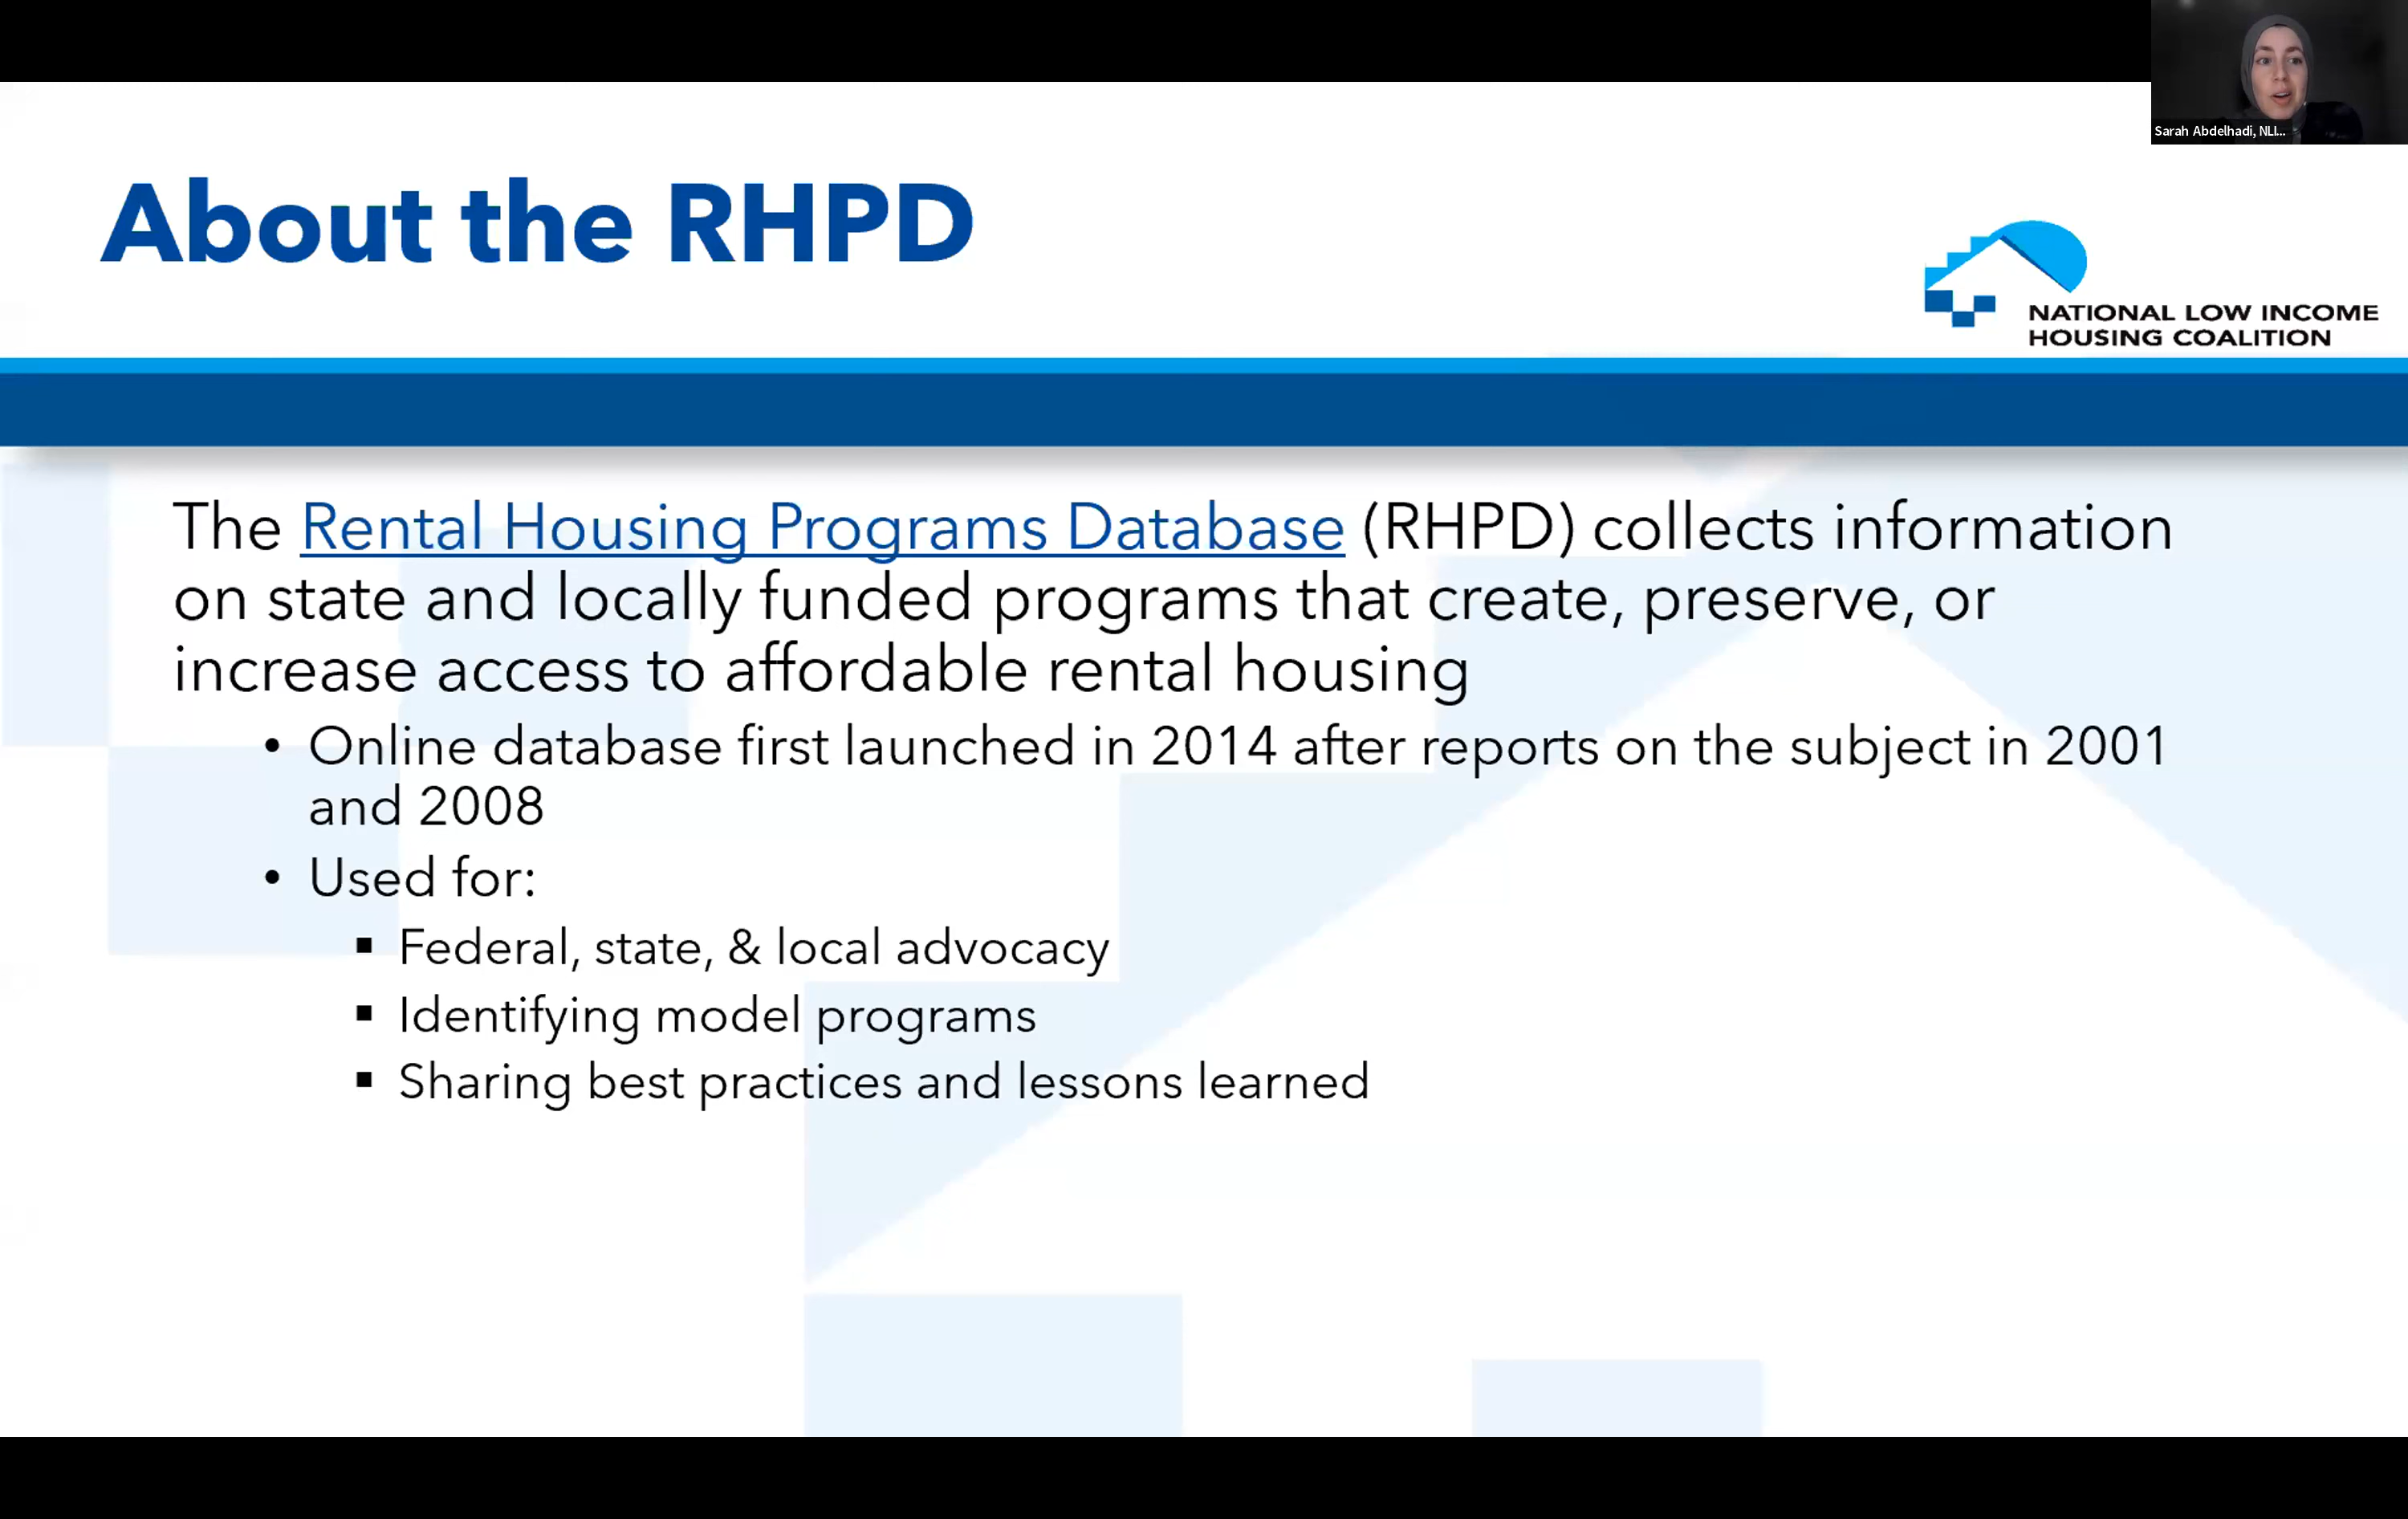 Sarah Abdelhadi, NLI...
About the RHPD
NATIONAL LOW INCOME
HOUSING COALITION
The Rental Housing Programs Database (RHPD) collects information
on state and locally funded programs that create, preserve, or
increase access to affordable rental housing
• Online database first launched in 2014 after reports on the subject in 2001
and 2008
• Used for:
▪ Federal, state, & local advocacy
▪ Identifying model programs
▪ Sharing best practices and lessons learned